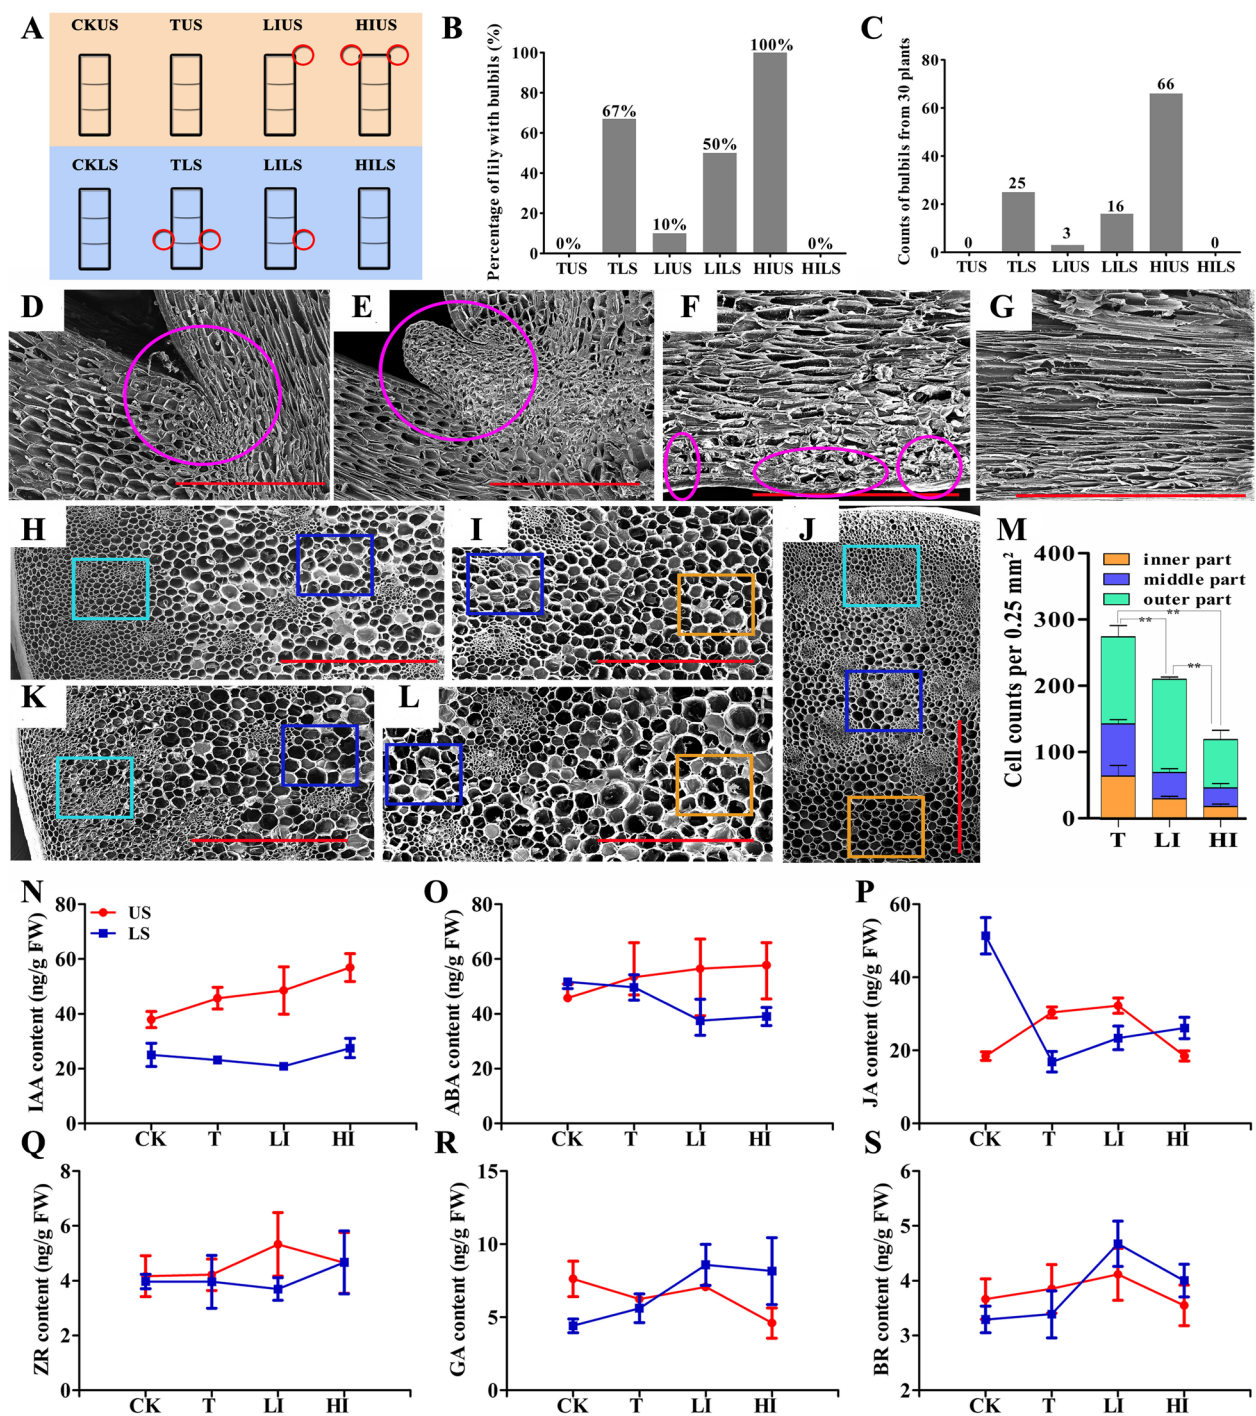 A
CKUS TUS LIUS HIUS
CKLS TLS LILS HILS
B
Percentage of lily with bulbils (%)
100
80
60
40
20
0
0% 67% 10% 50% 100% 0%
TUS TLS LIUS LILS HIUS HILS
C
Counts of bulbils from 30 plants
80
60
40
20
0
0 25 3 16 66 0
TUS TLS LIUS LILS HIUS HILS
D E F G
H I J
K L
M
Cell counts per 0.25 mm²
400
300
200
100
0
inner part
middle part
outer part
**
**
**
T LI HI
N
IAA content (ng/g FW)
80
60
40
20
0
US
LS
CK T LI HI
O
ABA content (ng/g FW)
80
60
40
20
0
CK T LI HI
P
JA content (ng/g FW)
60
40
20
0
CK T LI HI
Q
ZR content (ng/g FW)
8
6
4
2
0
CK T LI HI
R
GA content (ng/g FW)
15
10
5
0
CK T LI HI
S
BR content (ng/g FW)
6
5
4
3
2
CK T LI HI